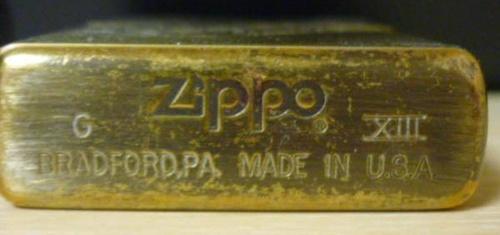 Zippo®
G XIII
BRADFORD,PA. MADE IN U.S.A.